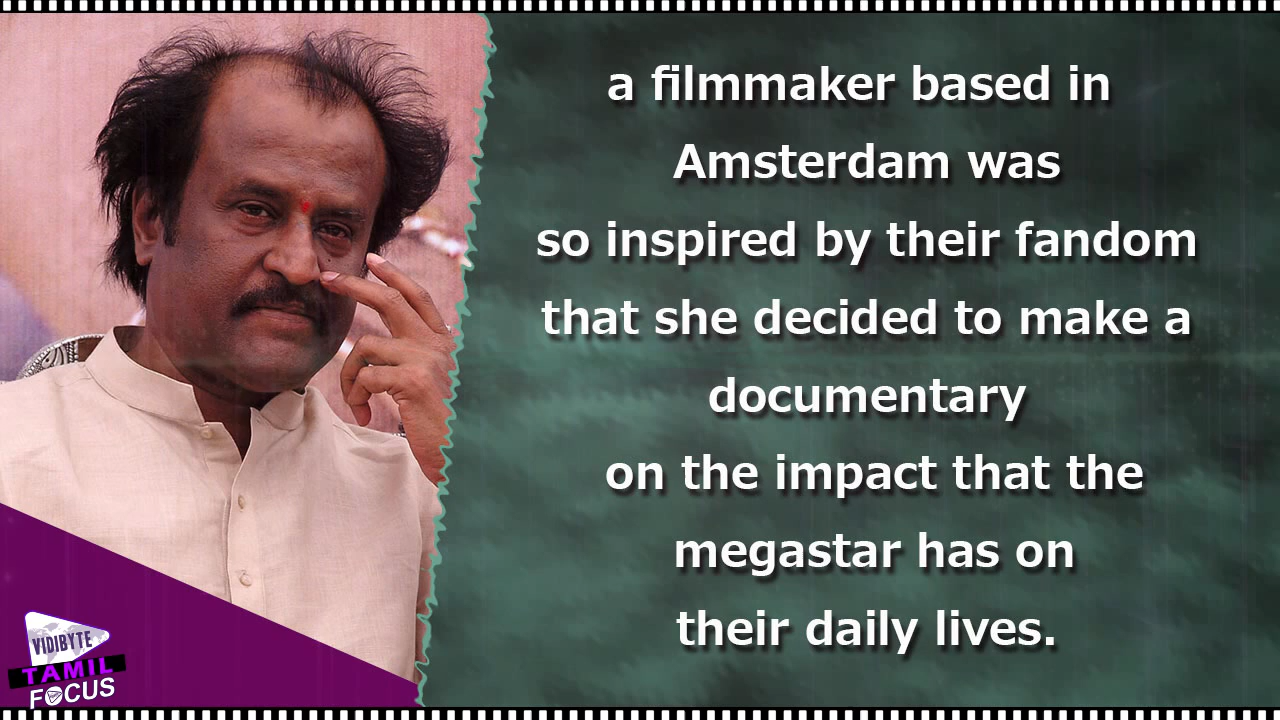 a filmmaker based in
Amsterdam was
so inspired by their fandom
that she decided to make a
documentary
on the impact that the
megastar has on
their daily lives.
VIDIBYTE
TAMIL
FOCUS